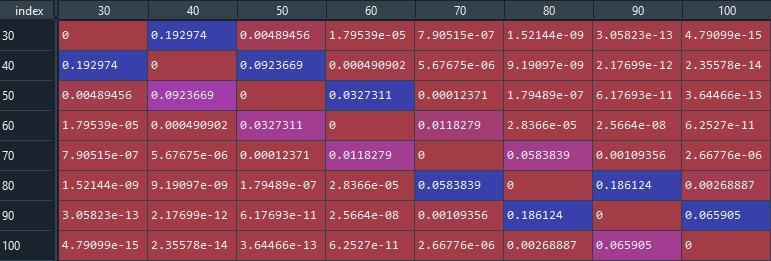 index 30 40 50 60 70 80 90 100
30 0 0.192974 0.00489456 1.79539e-05 7.90515e-07 1.52144e-09 3.05823e-13 4.79099e-15
40 0.192974 0 0.0923669 0.000490902 5.67675e-06 9.19097e-09 2.17699e-12 2.35578e-14
50 0.00489456 0.0923669 0 0.0327311 0.00012371 1.79487e-07 6.17693e-11 3.64466e-13
60 1.79539e-05 0.000490902 0.0327311 0 0.0118279 2.8366e-05 2.5664e-08 6.2527e-11
70 7.90515e-07 5.67675e-06 0.00012371 0.0118279 0 0.0583839 0.00109356 2.66776e-06
80 1.52144e-09 9.19097e-09 1.79487e-07 2.8366e-05 0.0583839 0 0.186124 0.00268887
90 3.05823e-13 2.17699e-12 6.17693e-11 2.5664e-08 0.00109356 0.186124 0 0.065905
100 4.79099e-15 2.35578e-14 3.64466e-13 6.2527e-11 2.66776e-06 0.00268887 0.065905 0